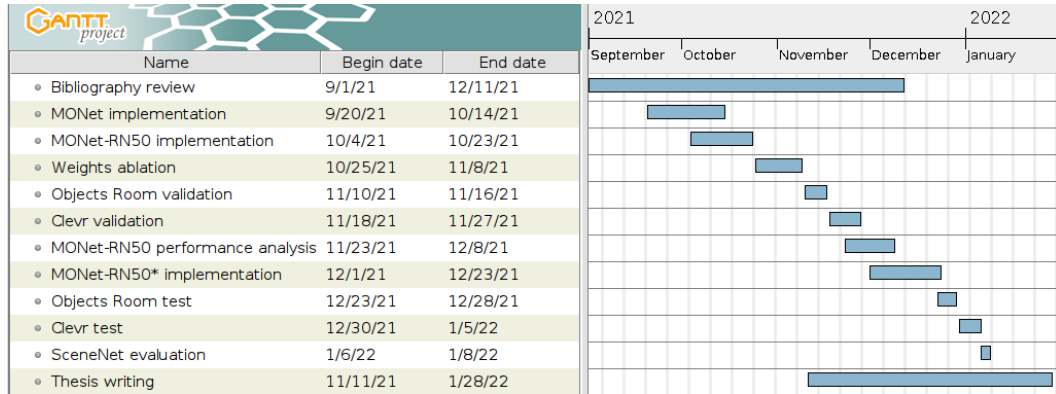 GANTT
project
2021 2022
Name Begin date End date
September October November December January
Bibliography review 9/1/21 12/11/21
MONet implementation 9/20/21 10/14/21
MONet-RN50 implementation 10/4/21 10/23/21
Weights ablation 10/25/21 11/8/21
Objects Room validation 11/10/21 11/16/21
Clevr validation 11/18/21 11/27/21
MONet-RN50 performance analysis 11/23/21 12/8/21
MONet-RN50* implementation 12/1/21 12/23/21
Objects Room test 12/23/21 12/28/21
Clevr test 12/30/21 1/5/22
SceneNet evaluation 1/6/22 1/8/22
Thesis writing 11/11/21 1/28/22